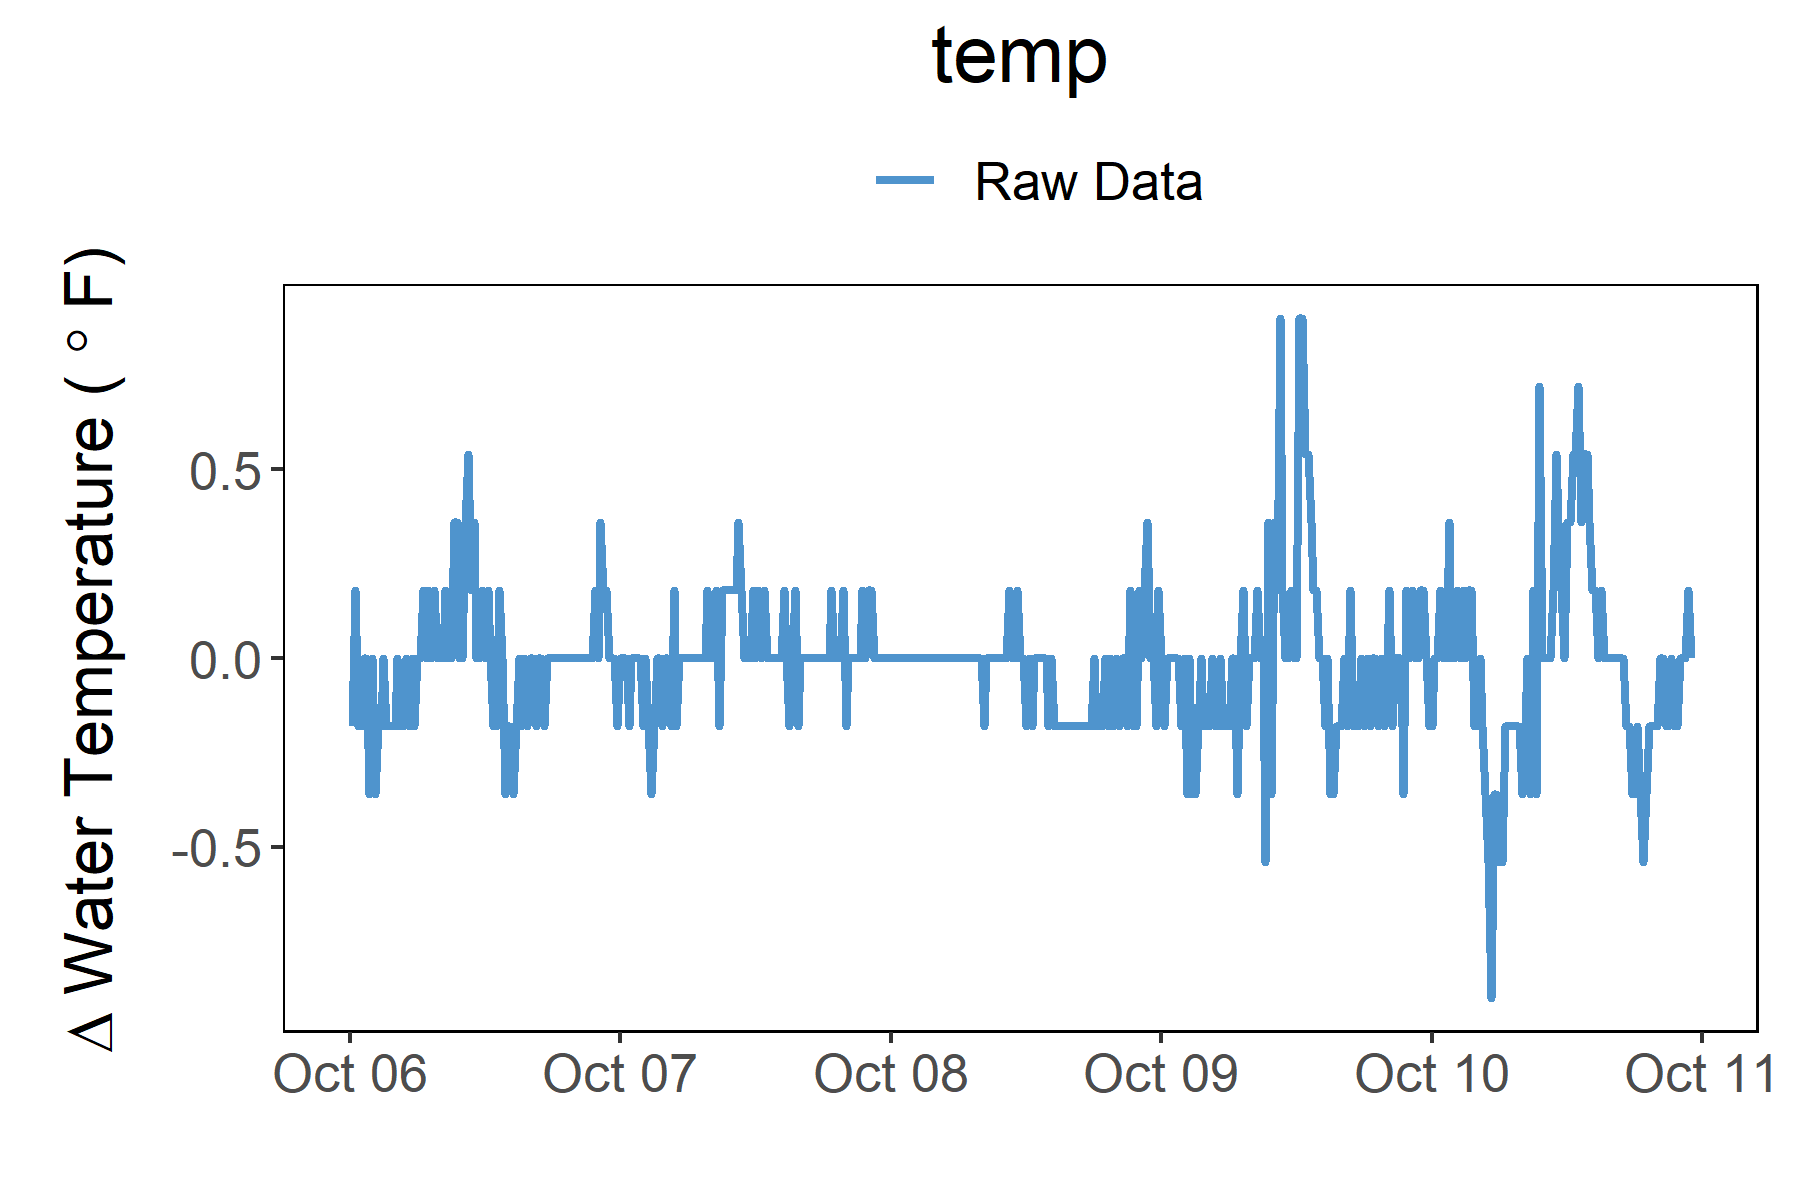 temp
Raw Data
Δ Water Temperature ( ° F)
0.5
0.0
-0.5
Oct 06
Oct 07
Oct 08
Oct 09
Oct 10
Oct 11